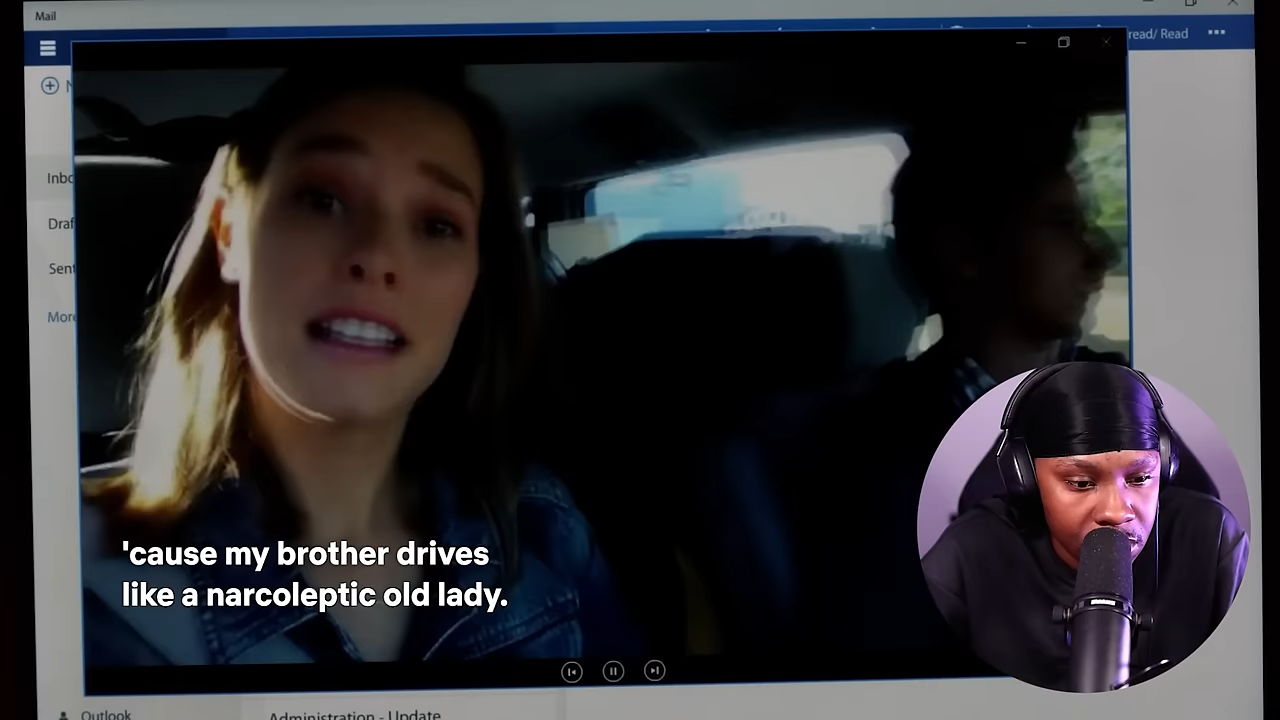 Mail
read/ Read
Inbo
Draf
Sent
More
'cause my brother drives
like a narcoleptic old lady.
Outlook
Administration - Update